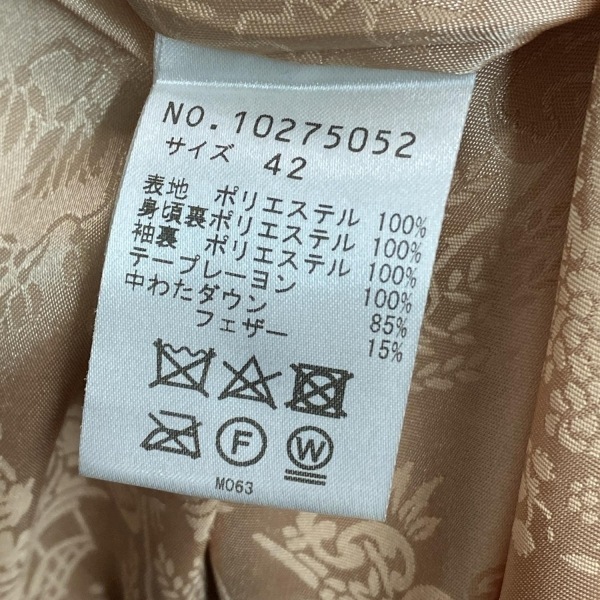 NO.10275052
サイズ 42
表地 ポリエステル 100%
身頃裏ポリエステル 100%
袖裏 ポリエステル 100%
テープレーヨン 100%
中わたダウン 85%
フェザー 15%
F W
M063